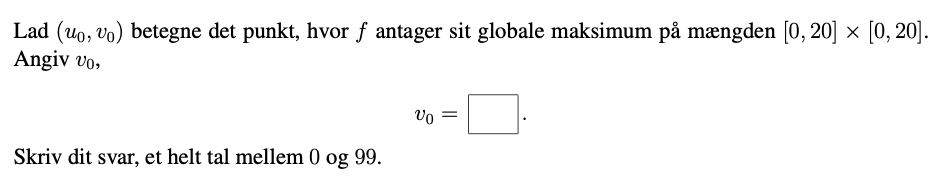 Lad (u₀, v₀) betegne det punkt, hvor f antager sit globale maksimum på mængden [0, 20] × [0, 20].
Angiv v₀,
v₀ = .
Skriv dit svar, et helt tal mellem 0 og 99.